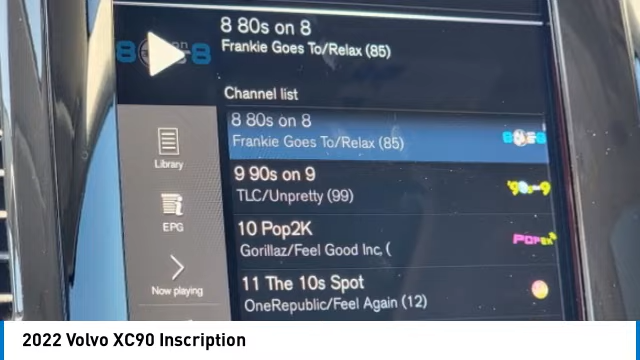 8 80s on 8
Frankie Goes To/Relax (85)
Channel list
8 80s on 8
Frankie Goes To/Relax (85)
Library
9 90s on 9
TLC/Unpretty (99)
EPG
10 Pop2K
Gorillaz/Feel Good Inc, (
Now playing
11 The 10s Spot
OneRepublic/Feel Again (12)
2022 Volvo XC90 Inscription